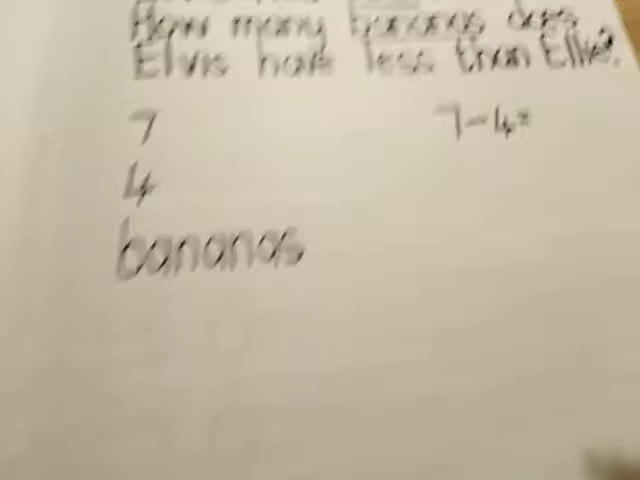 How many bananas does
Elvis have less than Ellie?
7 7-4=
4
bananas